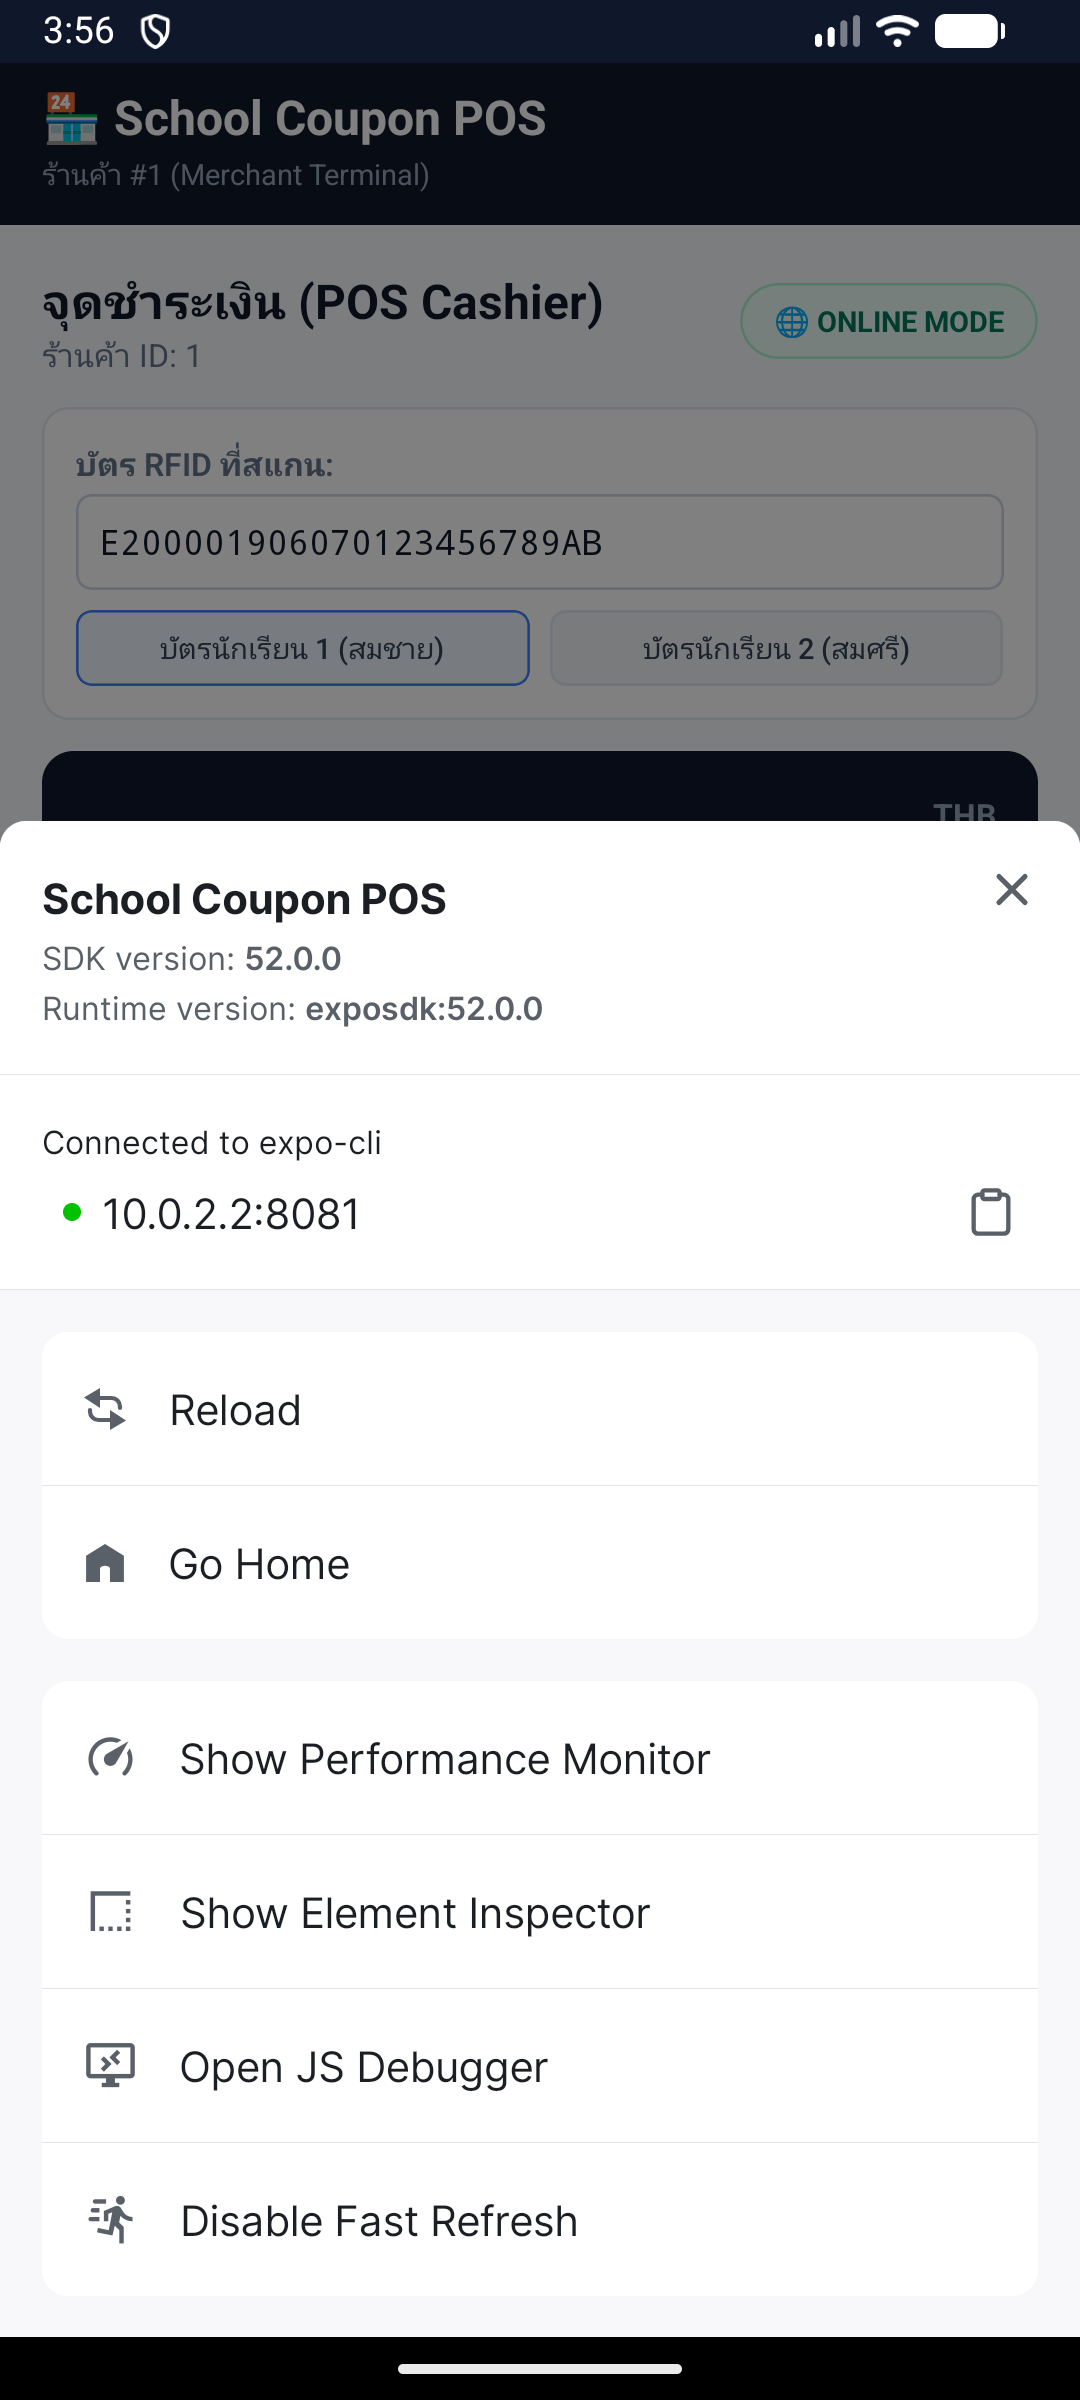 3:56
24
School Coupon POS
ร้านค้า #1 (Merchant Terminal)
จุดชำระเงิน (POS Cashier)
ร้านค้า ID: 1
ONLINE MODE
บัตร RFID ที่สแกน:
E200001906070123456789AB
บัตรนักเรียน 1 (สมชาย)
บัตรนักเรียน 2 (สมศรี)
THB
School Coupon POS
SDK version: 52.0.0
Runtime version: exposdk:52.0.0
Connected to expo-cli
10.0.2.2:8081
Reload
Go Home
Show Performance Monitor
Show Element Inspector
Open JS Debugger
Disable Fast Refresh